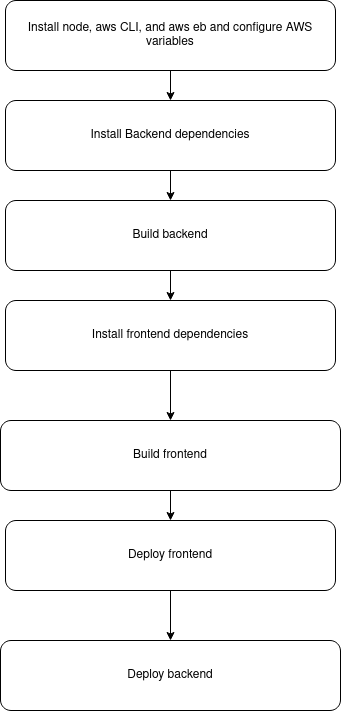 Install node, aws CLI, and aws eb and configure AWS
variables
Install Backend dependencies
Build backend
Install frontend dependencies
Build frontend
Deploy frontend
Deploy backend